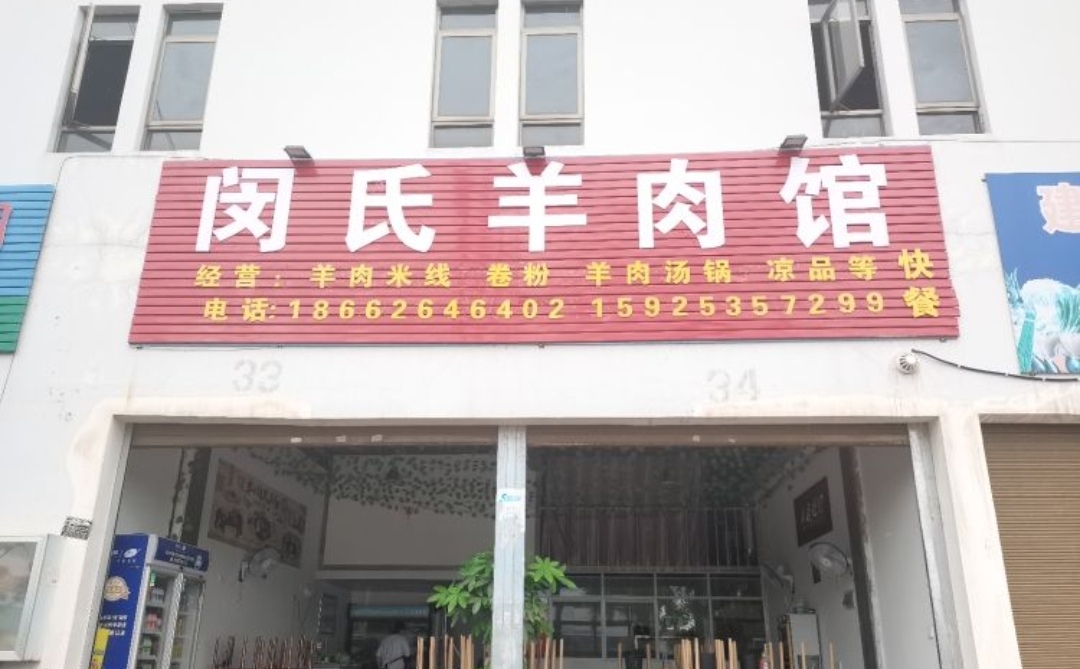 闵氏羊肉馆
经营：羊肉米线 卷粉 羊肉汤锅 凉品等
快餐
电话:18662646402 15925357299
建
33
34